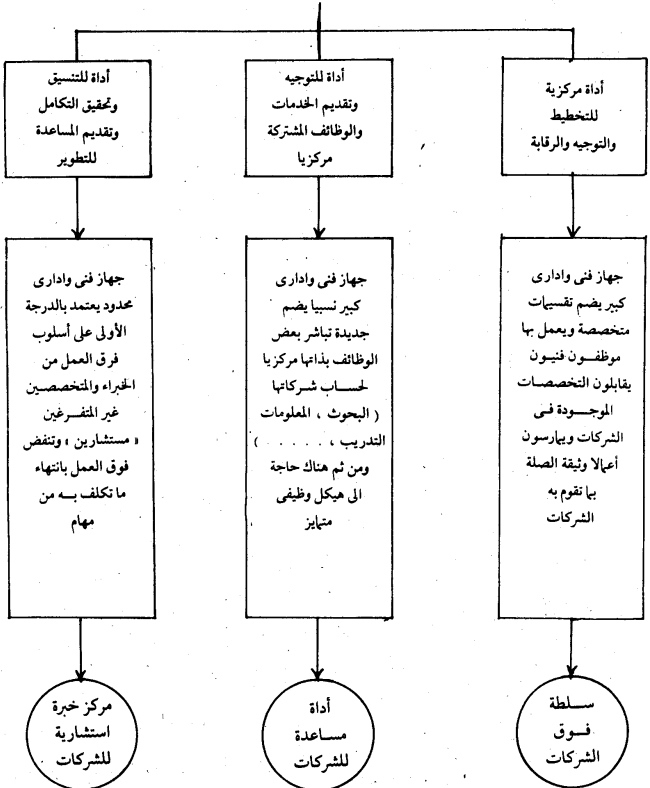 أداة مركزية
للتخطيط
والتوجيه والرقابة
أداة للتوجيه
وتقديم الخدمات
والوظائف المشتركة
مركزيا
أداة للتنسيق
وتحقيق التكامل
وتقديم المساعدة
للتطوير
جهاز فنى وادارى
كبير يضم تقسيمات
متخصصة ويعمل بها
موظفون فنيون
يقابلون التخصصات
الموجودة فى
الشركات ويمارسون
أعمالا وثيقة الصلة
بما تقوم به
الشركات
جهاز فنى وادارى
كبير نسبيا يضم
جديدة تباشر بعض
الوظائف بذاتها مركزيا
لحساب شركاتها
( البحوث ، المعلومات
التدريب ، . . . . . )
ومن ثم هناك حاجة
الى هيكل وظيفى
متمايز
جهاز فنى وادارى
محدود يعتمد بالدرجة
الأولى على أسلوب
فرق العمل من
الخبراء والمتخصصين
غير المتفرغين
« مستشارين » وتنفض
فوق العمل بانتهاء
ما تكلف به من
مهام
سلطة
فوق
الشركات
أداة
مساعدة
للشركات
مركز خبرة
استشارية
للشركات